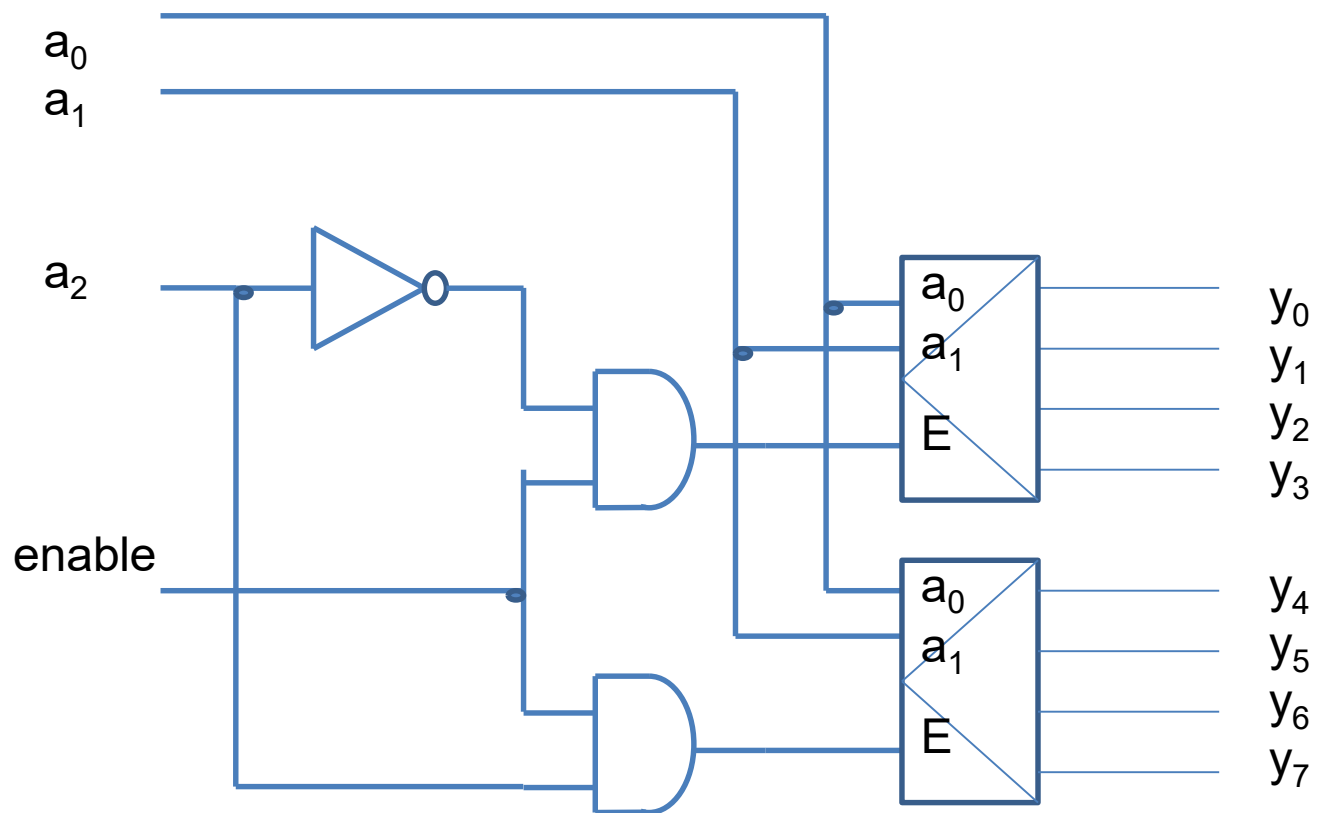 a₀
a₁
a₂
enable
a₀
a₁
E
a₀
a₁
E
y₀
y₁
y₂
y₃
y₄
y₅
y₆
y₇